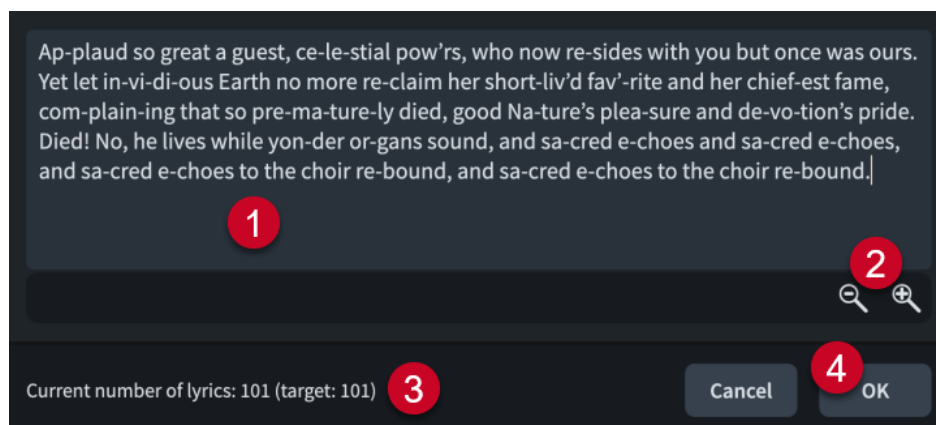 Ap-plaud so great a guest, ce-le-stial pow’rs, who now re-sides with you but once was ours.
Yet let in-vi-di-ous Earth no more re-claim her short-liv’d fav’-rite and her chief-est fame,
com-plain-ing that so pre-ma-ture-ly died, good Na-ture’s plea-sure and de-vo-tion’s pride.
Died! No, he lives while yon-der or-gans sound, and sa-cred e-choes and sa-cred e-choes,
and sa-cred e-choes to the choir re-bound, and sa-cred e-choes to the choir re-bound.
1
2
Current number of lyrics: 101 (target: 101)
3
Cancel
4
OK